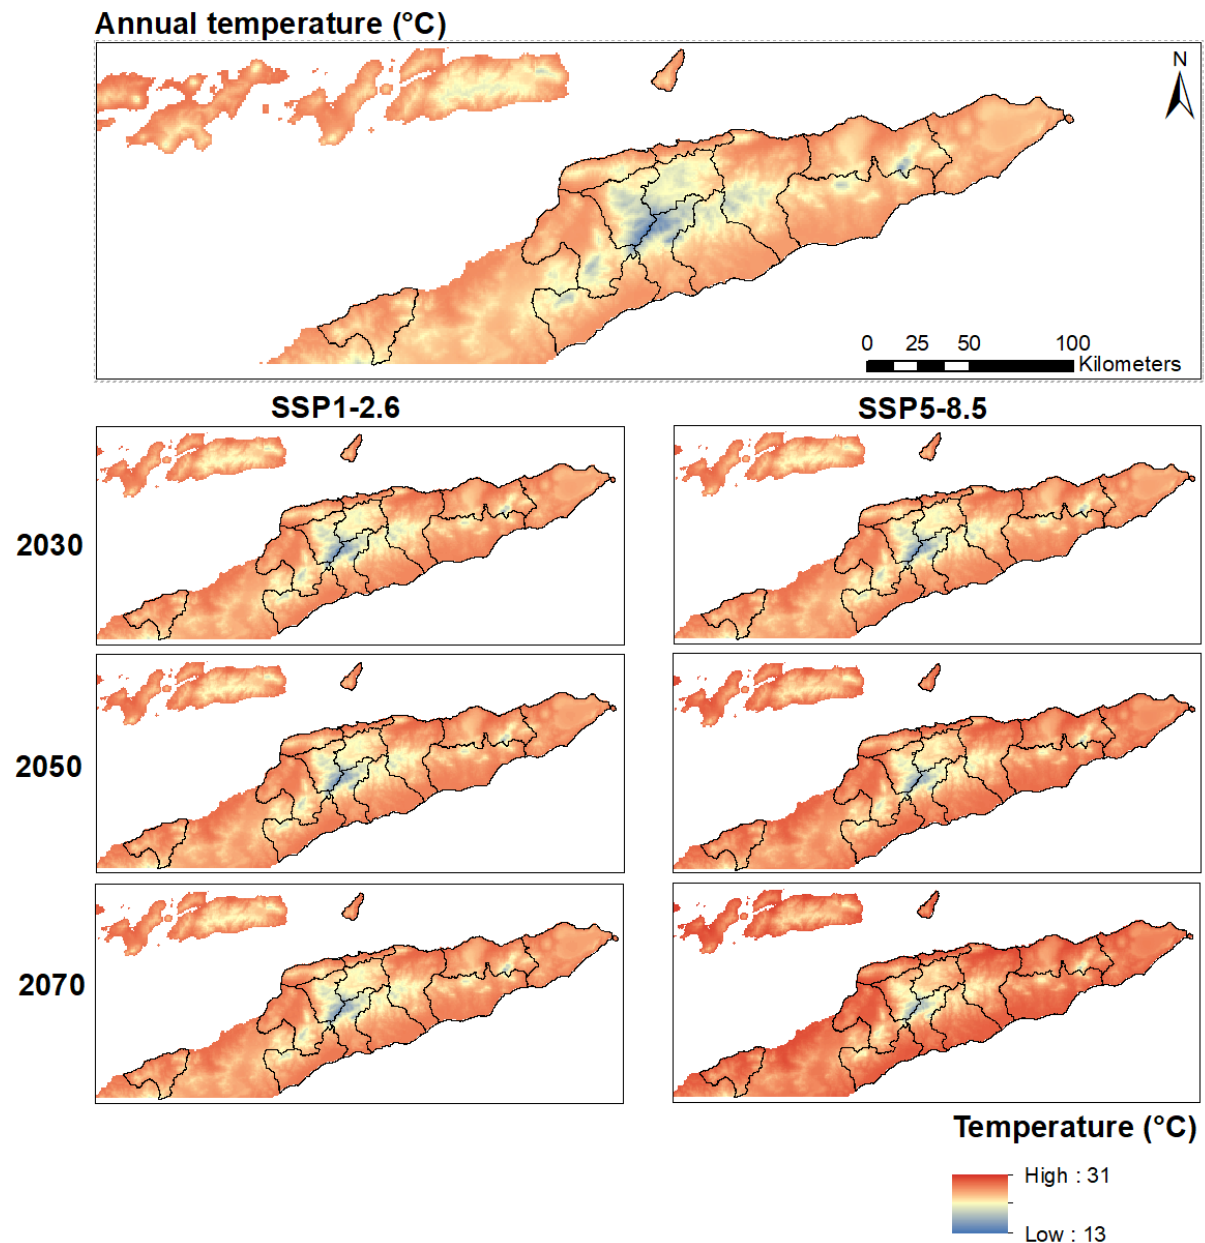 Annual temperature (°C)
N
0 25 50 100
Kilometers
SSP1-2.6 SSP5-8.5
2030
2050
2070
Temperature (°C)
High : 31
Low : 13